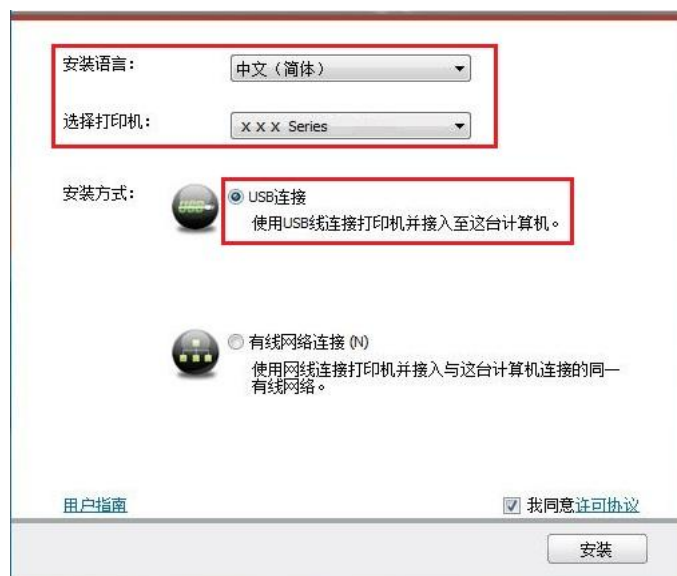 安装语言：
中文（简体）
选择打印机：
x x x Series
安装方式：
USB
USB连接
使用USB线连接打印机并接入至这台计算机。
有线网络连接 (N)
使用网线连接打印机并接入与这台计算机连接的同一
有线网络。
用户指南
我同意许可协议
安装